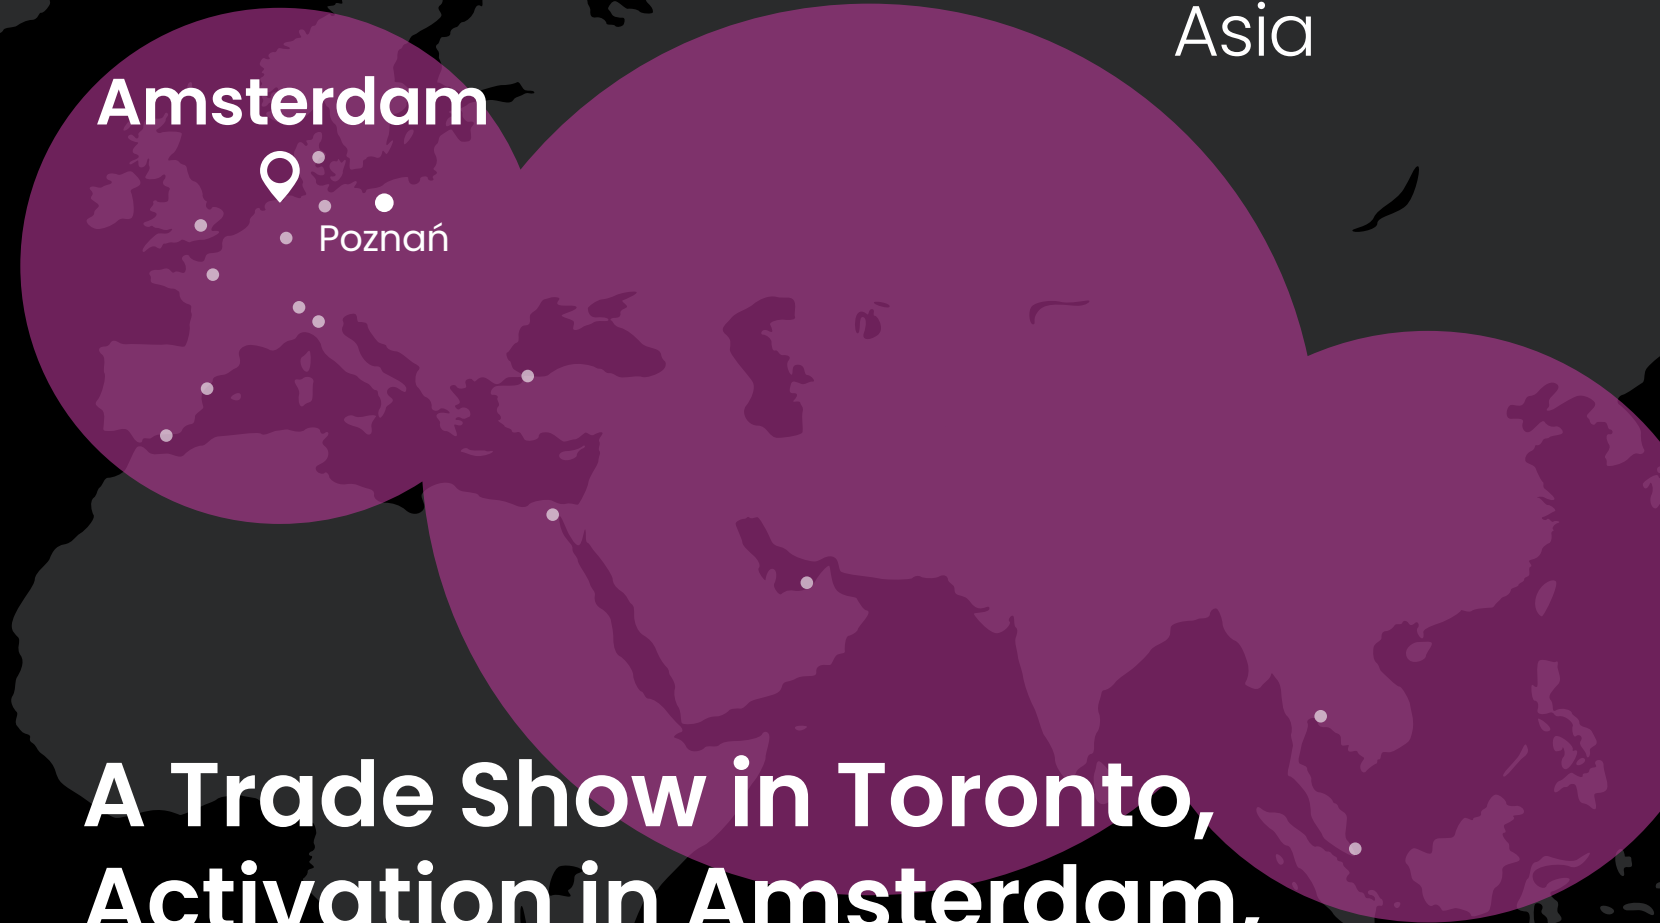 Asia
Amsterdam
Poznań
A Trade Show in Toronto,
Activation in Amsterdam,